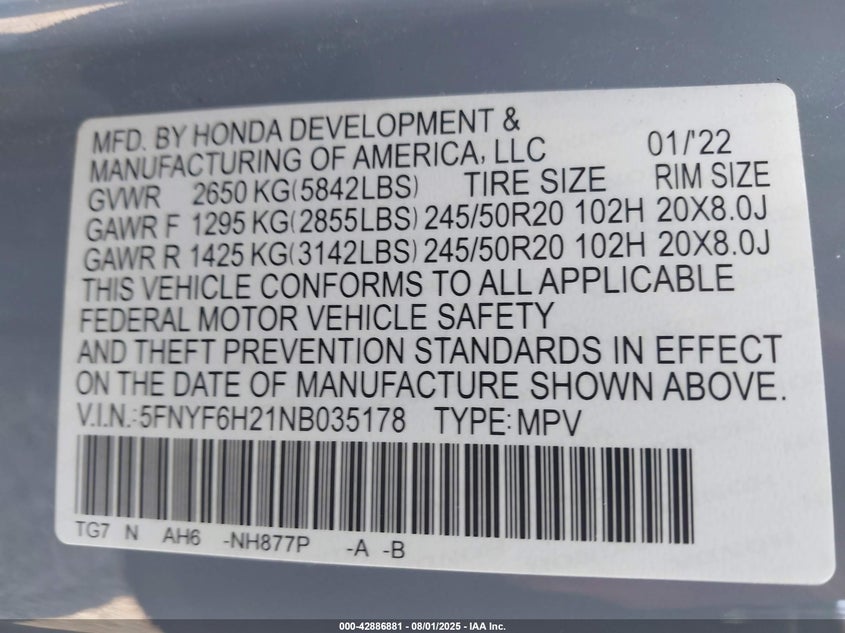 MFD. BY HONDA DEVELOPMENT &
MANUFACTURING OF AMERICA, LLC 01/'22
GVWR 2650 KG(5842LBS) TIRE SIZE RIM SIZE
GAWR F 1295 KG(2855LBS) 245/50R20 102H 20X8.0J
GAWR R 1425 KG(3142LBS) 245/50R20 102H 20X8.0J
THIS VEHICLE CONFORMS TO ALL APPLICABLE
FEDERAL MOTOR VEHICLE SAFETY
AND THEFT PREVENTION STANDARDS IN EFFECT
ON THE DATE OF MANUFACTURE SHOWN ABOVE.
V.I.N.:5FNYF6H21NB035178 TYPE:MPV
TG7 N AH6 -NH877P -A -B
000-42886881 - 08/01/2025 - IAA Inc.